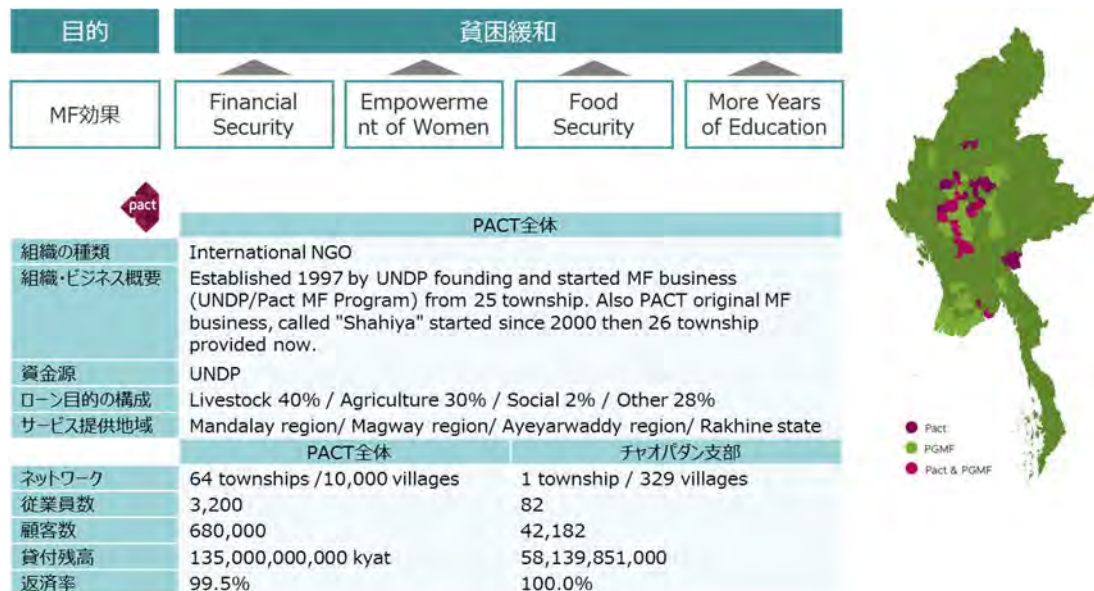 目的
貧困緩和
MF効果
Financial
Security
Empowerme
nt of Women
Food
Security
More Years
of Education
pact
PACT全体
組織の種類
International NGO
組織・ビジネス概要
Established 1997 by UNDP founding and started MF business
(UNDP/Pact MF Program) from 25 township. Also PACT original MF
business, called "Shahiya" started since 2000 then 26 township
provided now.
資金源
UNDP
ローン目的の構成
Livestock 40% / Agriculture 30% / Social 2% / Other 28%
サービス提供地域
Mandalay region/ Magway region/ Ayeyarwaddy region/ Rakhine state
PACT全体
チャオパダン支部
ネットワーク
64 townships /10,000 villages
1 township / 329 villages
従業員数
3,200
82
顧客数
680,000
42,182
貸付残高
135,000,000,000 kyat
58,139,851,000
返済率
99.5%
100.0%
Pact
PGMF
Pact & PGMF